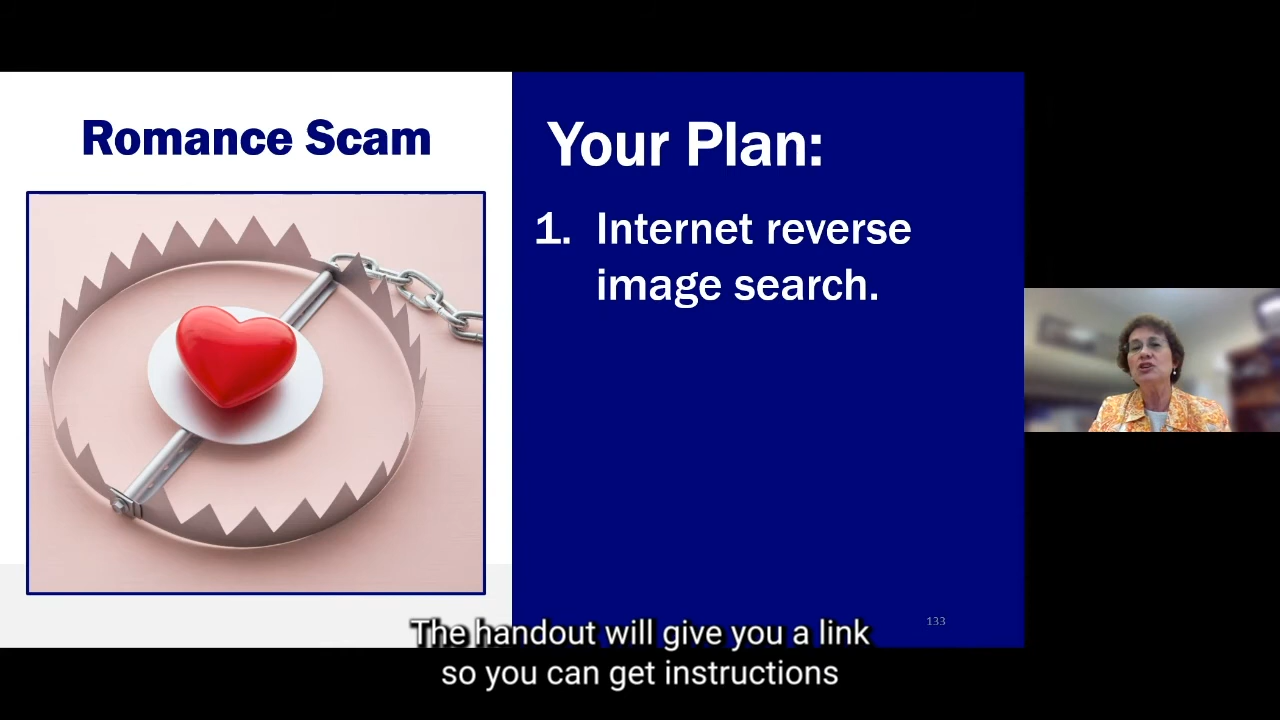 Romance Scam
Your Plan:
1. Internet reverse
image search.
133
The handout will give you a link
so you can get instructions